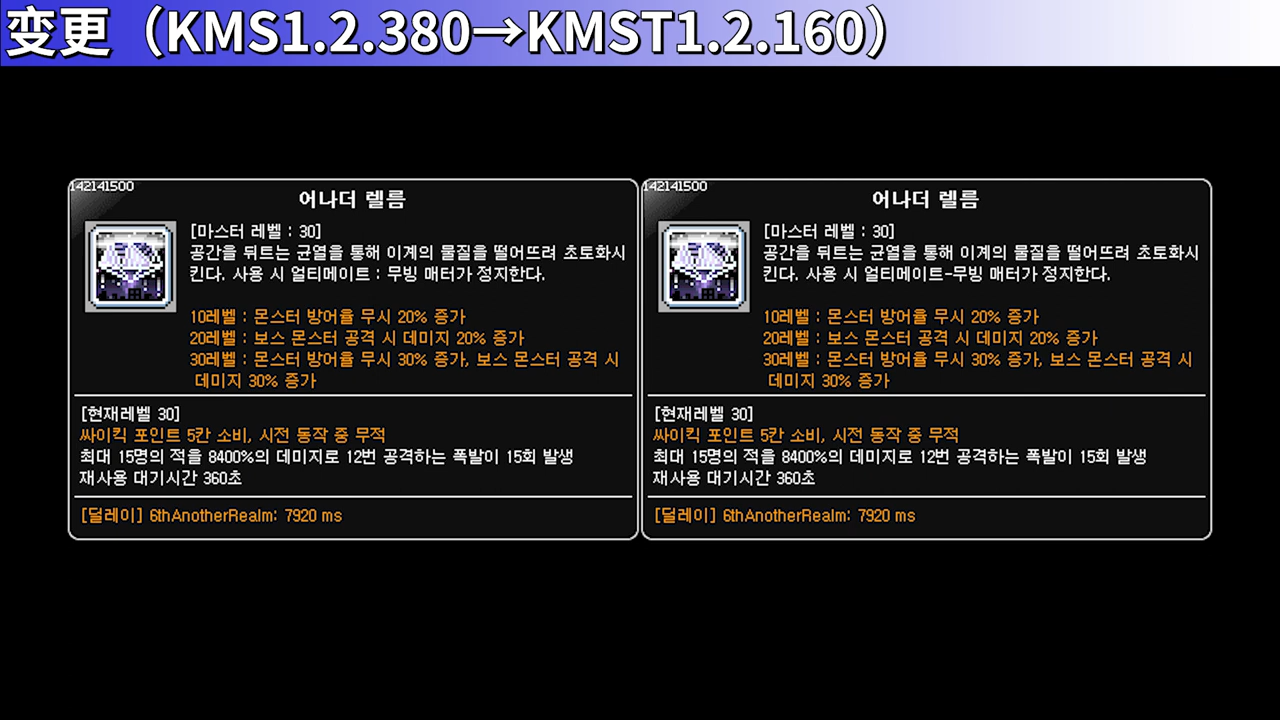 变更（KMS1.2.380→KMST1.2.160）
142141500
어나더 렐름
[마스터 레벨 : 30]
공간을 뒤트는 균열을 통해 이계의 물질을 떨어뜨려 초토화시
킨다. 사용 시 얼티메이트 : 무빙 매터가 정지한다.
10레벨 : 몬스터 방어율 무시 20% 증가
20레벨 : 보스 몬스터 공격 시 데미지 20% 증가
30레벨 : 몬스터 방어율 무시 30% 증가, 보스 몬스터 공격 시
데미지 30% 증가
[현재레벨 30]
싸이킥 포인트 5칸 소비, 시전 동작 중 무적
최대 15명의 적을 8400%의 데미지로 12번 공격하는 폭발이 15회 발생
재사용 대기시간 360초
[딜레이] 6thAnotherRealm: 7920 ms
142141500
어나더 렐름
[마스터 레벨 : 30]
공간을 뒤트는 균열을 통해 이계의 물질을 떨어뜨려 초토화시
킨다. 사용 시 얼티메이트-무빙 매터가 정지한다.
10레벨 : 몬스터 방어율 무시 20% 증가
20레벨 : 보스 몬스터 공격 시 데미지 20% 증가
30레벨 : 몬스터 방어율 무시 30% 증가, 보스 몬스터 공격 시
데미지 30% 증가
[현재레벨 30]
싸이킥 포인트 5칸 소비, 시전 동작 중 무적
최대 15명의 적을 8400%의 데미지로 12번 공격하는 폭발이 15회 발생
재사용 대기시간 360초
[딜레이] 6thAnotherRealm: 7920 ms